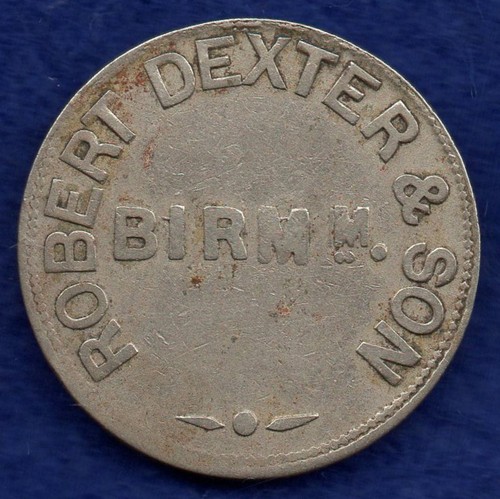 ROBERT DEXTER & SON
BIRMM.